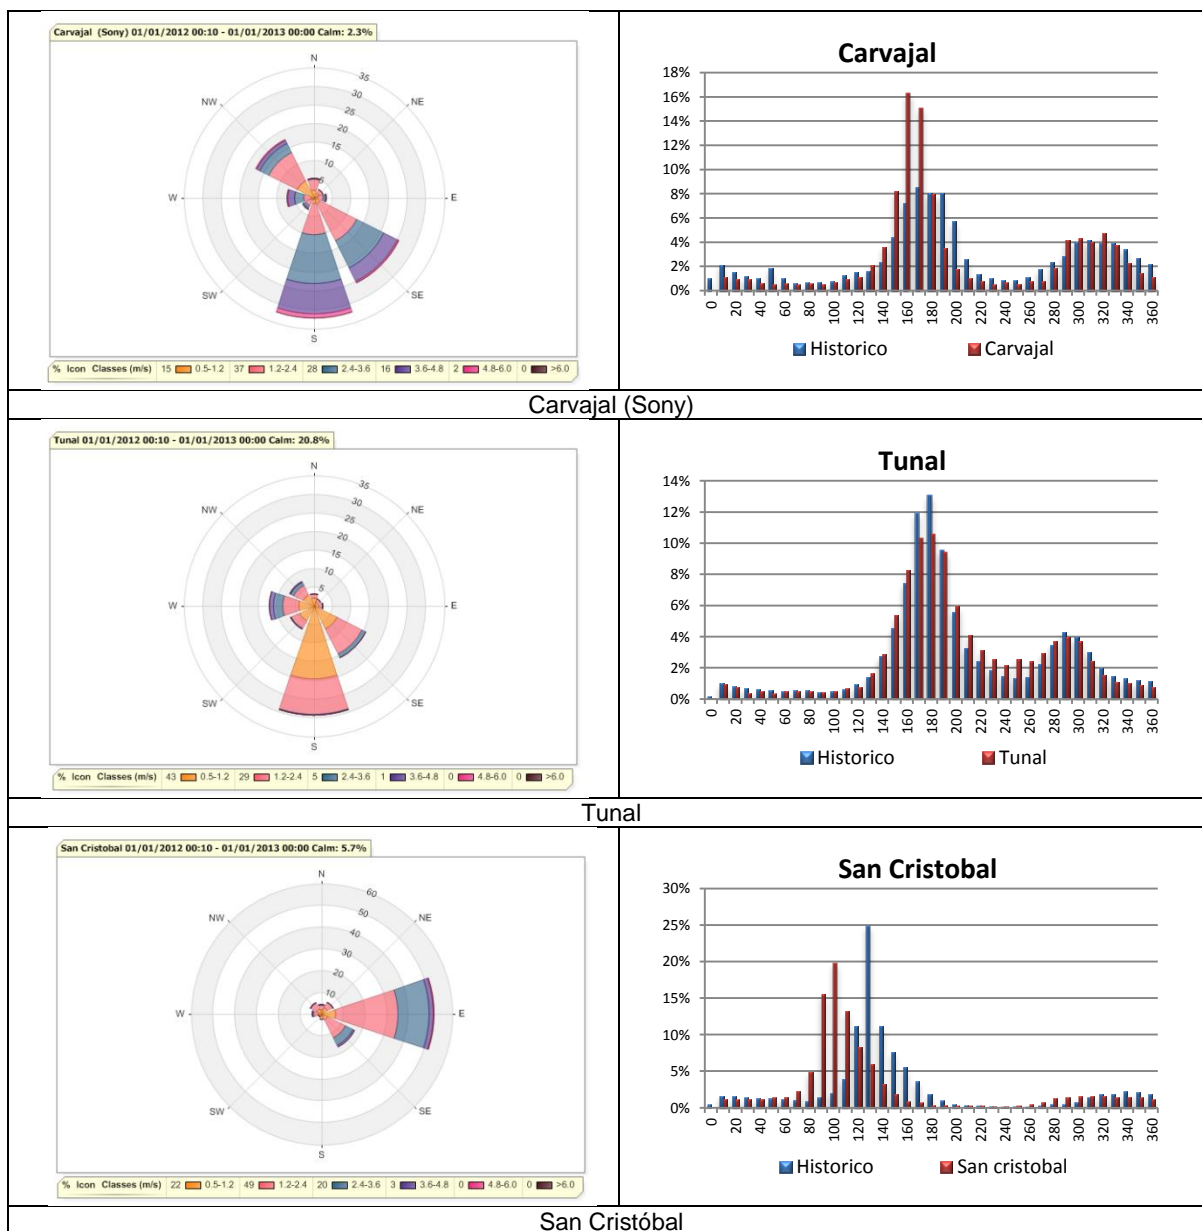 Carvajal (Sony) 01/01/2012 00:10 - 01/01/2013 00:00 Calm: 2.3%
N
NE
E
SE
S
SW
W
NW
35
30
25
20
15
10
5
% Icon Classes (m/s) 15 0.5-1.2 37 1.2-2.4 28 2.4-3.6 16 3.6-4.8 2 4.8-6.0 0 >6.0
Carvajal
18%
16%
14%
12%
10%
8%
6%
4%
2%
0%
0 20 40 60 80 100 120 140 160 180 200 220 240 260 280 300 320 340 360
Historico Carvajal
Carvajal (Sony)
Tunal 01/01/2012 00:10 - 01/01/2013 00:00 Calm: 20.8%
N
NE
E
SE
S
SW
W
NW
35
30
25
20
15
10
5
% Icon Classes (m/s) 43 0.5-1.2 29 1.2-2.4 5 2.4-3.6 1 3.6-4.8 0 4.8-6.0 0 >6.0
Tunal
14%
12%
10%
8%
6%
4%
2%
0%
0 20 40 60 80 100 120 140 160 180 200 220 240 260 280 300 320 340 360
Historico Tunal
Tunal
San Cristobal 01/01/2012 00:10 - 01/01/2013 00:00 Calm: 5.7%
N
NE
E
SE
S
SW
W
NW
60
50
40
30
20
10
% Icon Classes (m/s) 22 0.5-1.2 49 1.2-2.4 20 2.4-3.6 3 3.6-4.8 0 4.8-6.0 0 >6.0
San Cristobal
30%
25%
20%
15%
10%
5%
0%
0 20 40 60 80 100 120 140 160 180 200 220 240 260 280 300 320 340 360
Historico San cristobal
San Cristóbal